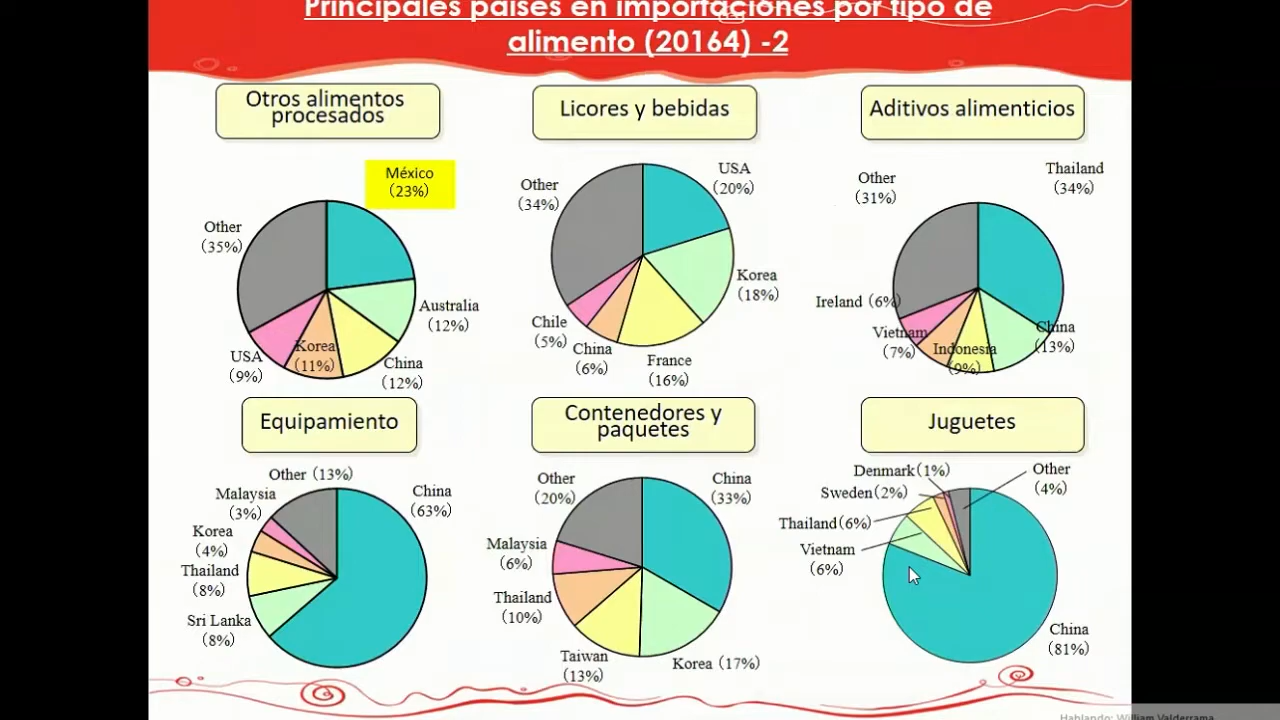 Principales países en importaciones por tipo de
alimento (20164) -2
Otros alimentos
procesados
México
(23%)
Other
(35%)
Australia
(12%)
Korea
(11%)
USA
(9%)
China
(12%)
Licores y bebidas
USA
(20%)
Other
(34%)
Korea
(18%)
Chile
(5%)
China
(6%)
France
(16%)
Aditivos alimenticios
Thailand
(34%)
Other
(31%)
Ireland (6%)
Vietnam
(7%)
Indonesia
(9%)
China
(13%)
Equipamiento
Other (13%)
Malaysia
(3%)
China
(63%)
Korea
(4%)
Thailand
(8%)
Sri Lanka
(8%)
Contenedores y
paquetes
Other
(20%)
China
(33%)
Malaysia
(6%)
Thailand
(10%)
Taiwan
(13%)
Korea (17%)
Juguetes
Denmark(1%)
Other
(4%)
Sweden(2%)
Thailand(6%)
Vietnam
(6%)
China
(81%)
Hablando: William Valderrama